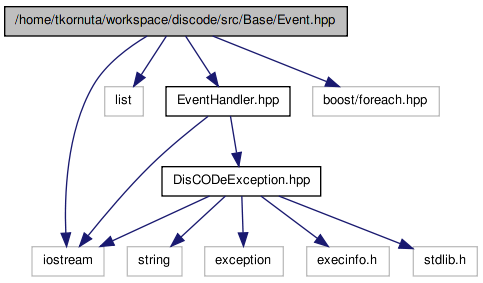 /home/tkornuta/workspace/discode/src/Base/Event.hpp
list
EventHandler.hpp
boost/foreach.hpp
DisCODeException.hpp
iostream
string
exception
execinfo.h
stdlib.h